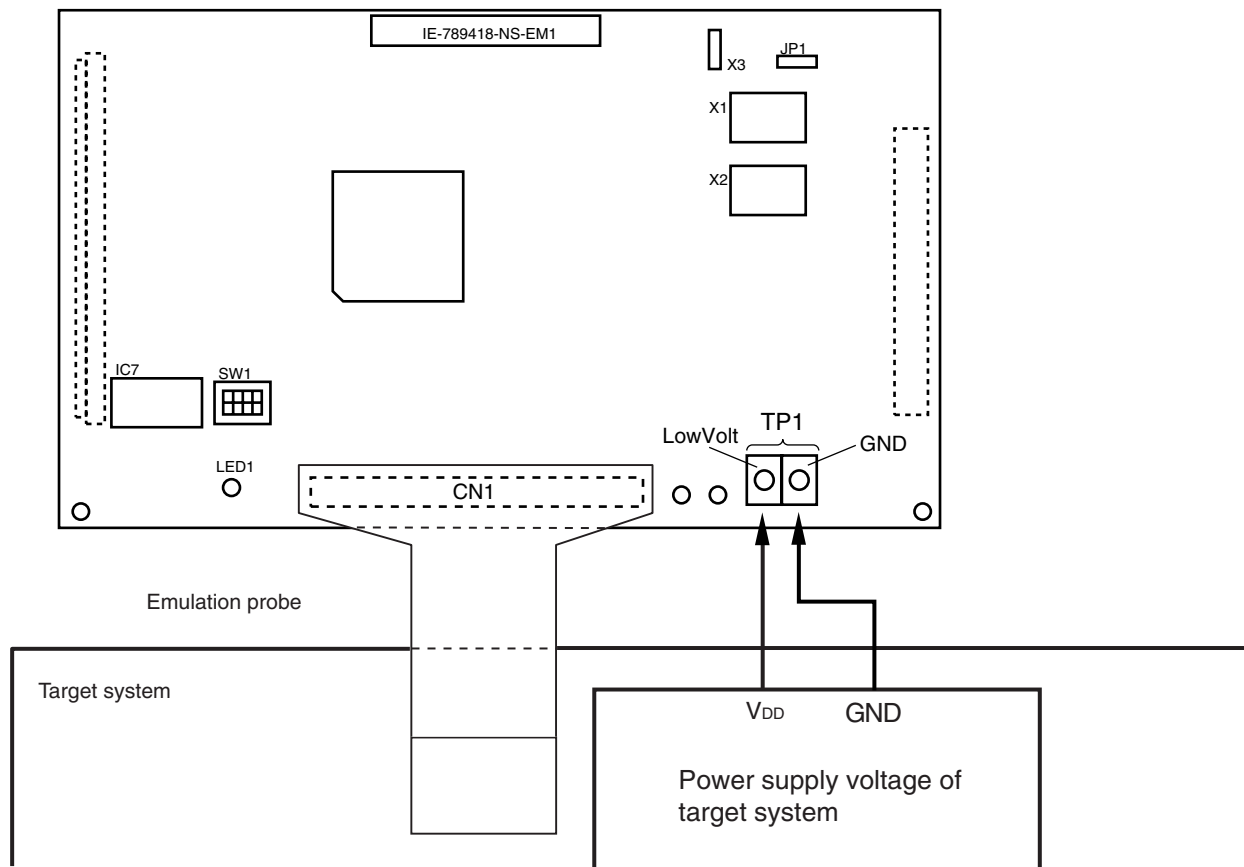 IE-789418-NS-EM1
X3
JP1
X1
X2
IC7
SW1
LowVolt
TP1
GND
LED1
CN1
Emulation probe
Target system
VDD
GND
Power supply voltage of
target system